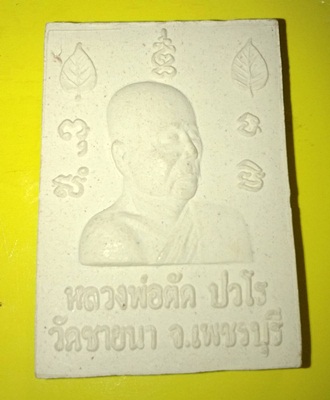 หลวงพ่อตัด ปวโร
วัดชายนา จ.เพชรบุรี